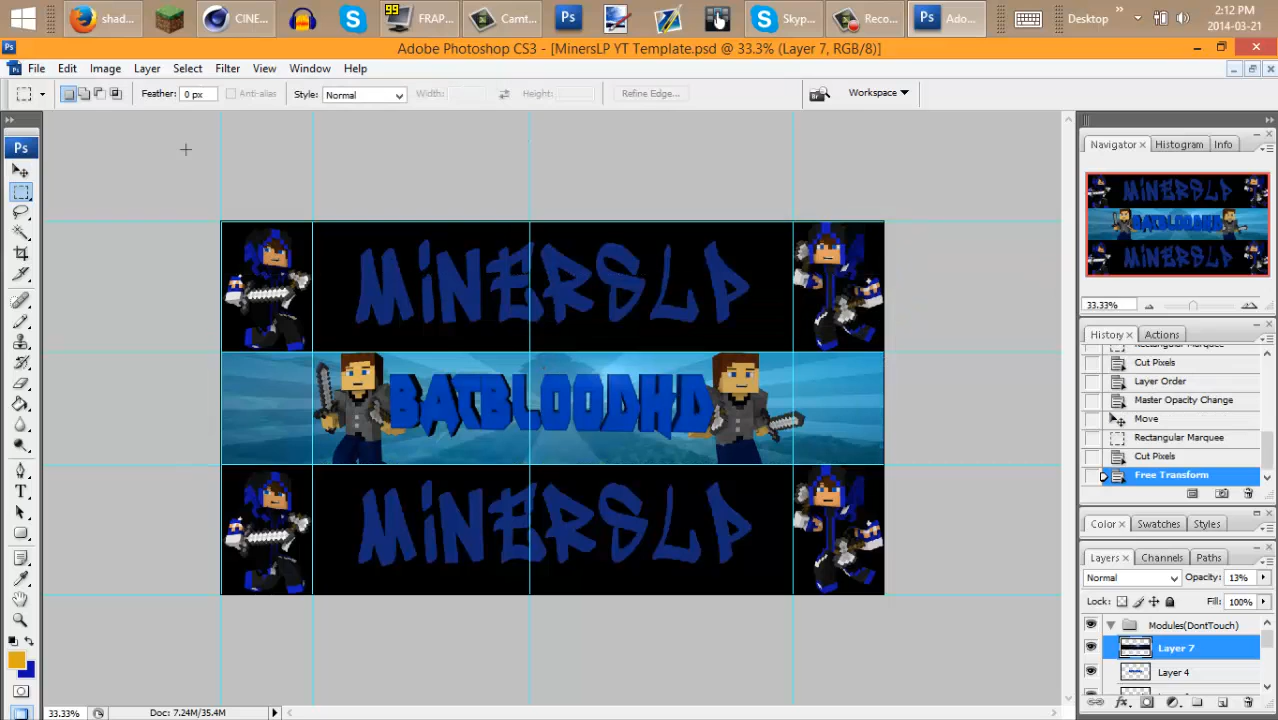 shad...
CINE...
99
FRAP...
Camt...
Skyp...
Reco...
Ps
Ado...
Desktop
2:12 PM
2014-03-21
Adobe Photoshop CS3 - [MinersLP YT Template.psd @ 33.3% (Layer 7, RGB/8)]
File Edit Image Layer Select Filter View Window Help
Feather: 0 px Anti-alias Style: Normal Width: Height: Refine Edge... Workspace
Ps
Navigator Histogram Info
MINERSLP
BATBLOODHD
MINERSLP
33.33%
MINERSLP
BATBLOODHD
MINERSLP
History Actions
Rectangular Marquee
Cut Pixels
Layer Order
Master Opacity Change
Move
Rectangular Marquee
Cut Pixels
Free Transform
Color Swatches Styles
Layers Channels Paths
Normal Opacity: 13%
Lock: Fill: 100%
Modules(DontTouch)
Layer 7
Layer 4
33.33% Doc: 7.24M/35.4M